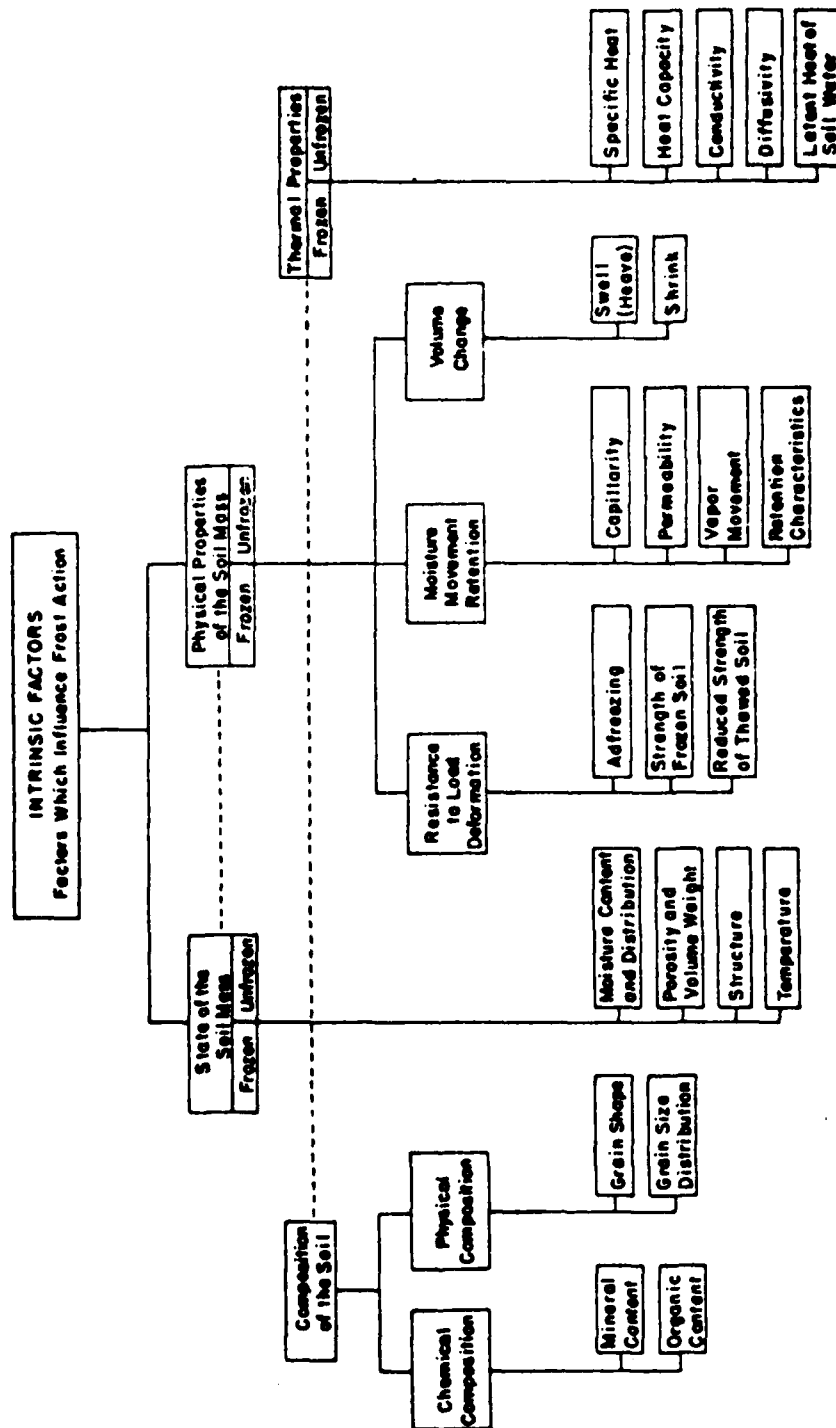 INTRINSIC FACTORS
Factors Which Influence Frost Action
State of the
Soil Mass
Frozen Unfrozen
Physical Properties
of the Soil Mass
Frozen Unfrozen
Composition
of the Soil
Thermal Properties
Frozen Unfrozen
Chemical
Composition
Physical
Composition
Resistance
to Load
Deformation
Moisture
Movement
Retention
Volume
Change
Mineral
Content
Organic
Content
Grain Shape
Grain Size
Distribution
Moisture Content
and Distribution
Porosity and
Volume Weight
Structure
Temperature
Adfreezing
Strength of
Frozen Soil
Reduced Strength
of Thawed Soil
Capillarity
Permeability
Vapor
Movement
Retention
Characteristics
Swell
(Heave)
Shrink
Specific Heat
Heat Capacity
Conductivity
Diffusivity
Latent Heat of
Soil Water